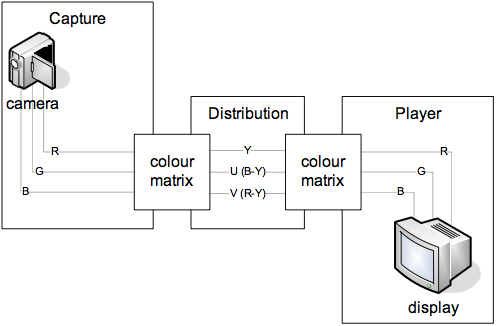 Capture
camera
R
G
B
colour
matrix
Distribution
Y
U (B-Y)
V (R-Y)
colour
matrix
Player
R
G
B
display